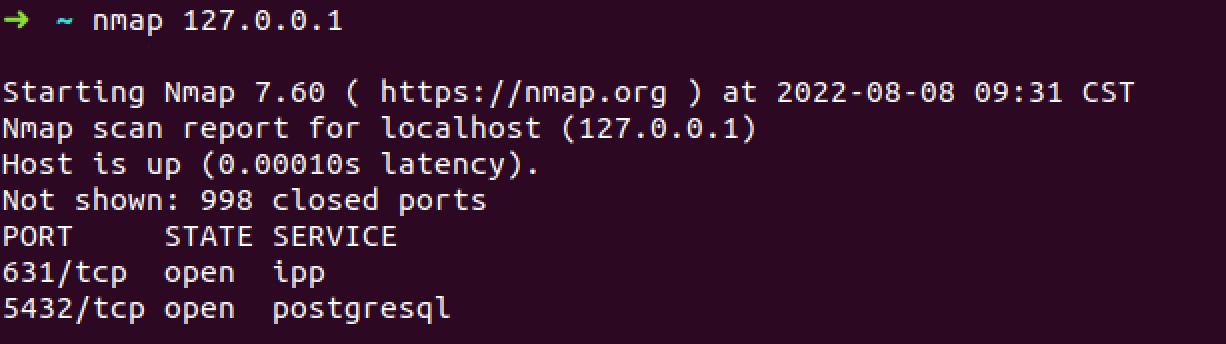 ➜ ~ nmap 127.0.0.1
Starting Nmap 7.60 ( https://nmap.org ) at 2022-08-08 09:31 CST
Nmap scan report for localhost (127.0.0.1)
Host is up (0.00010s latency).
Not shown: 998 closed ports
PORT     STATE SERVICE
631/tcp  open  ipp
5432/tcp open  postgresql